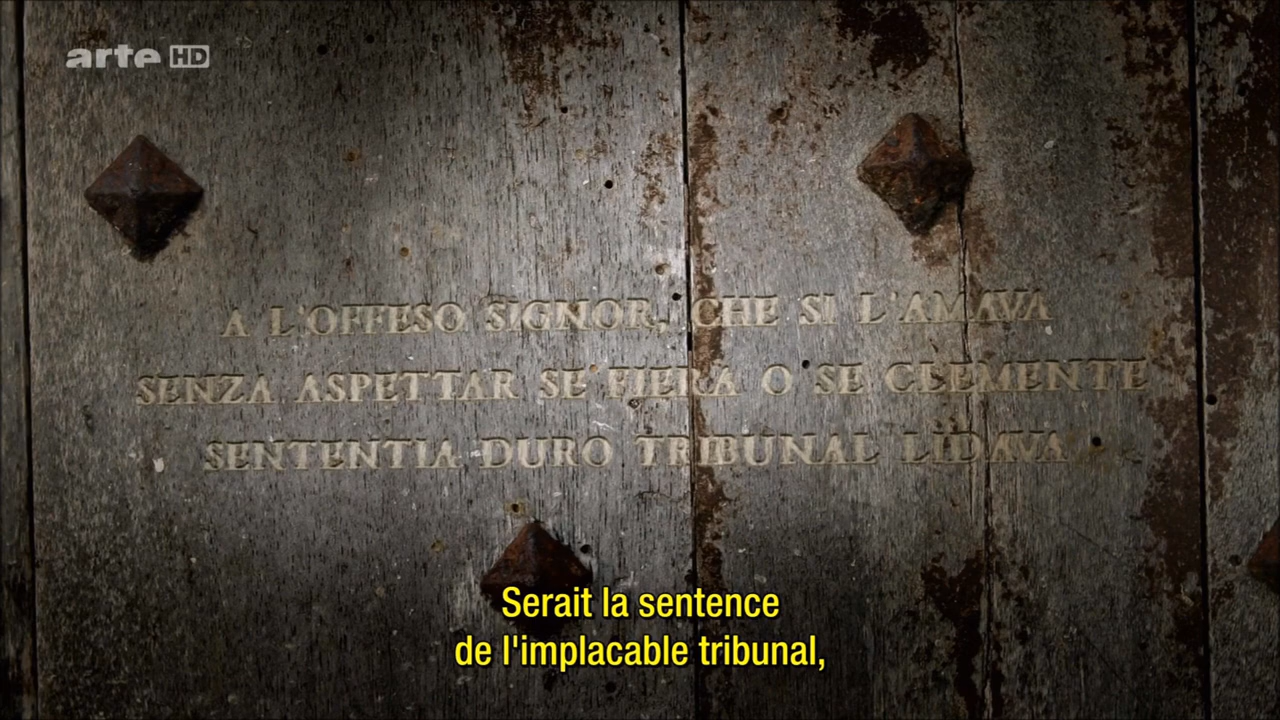 arte HD
A L'OFFESO SIGNOR, CHE SI L'AMAVA
SENZA ASPETTAR SE FIERA O SE CLEMENTE
SENTENTIA DURO TRIBUNAL LIDAVA
Serait la sentence
de l'implacable tribunal,